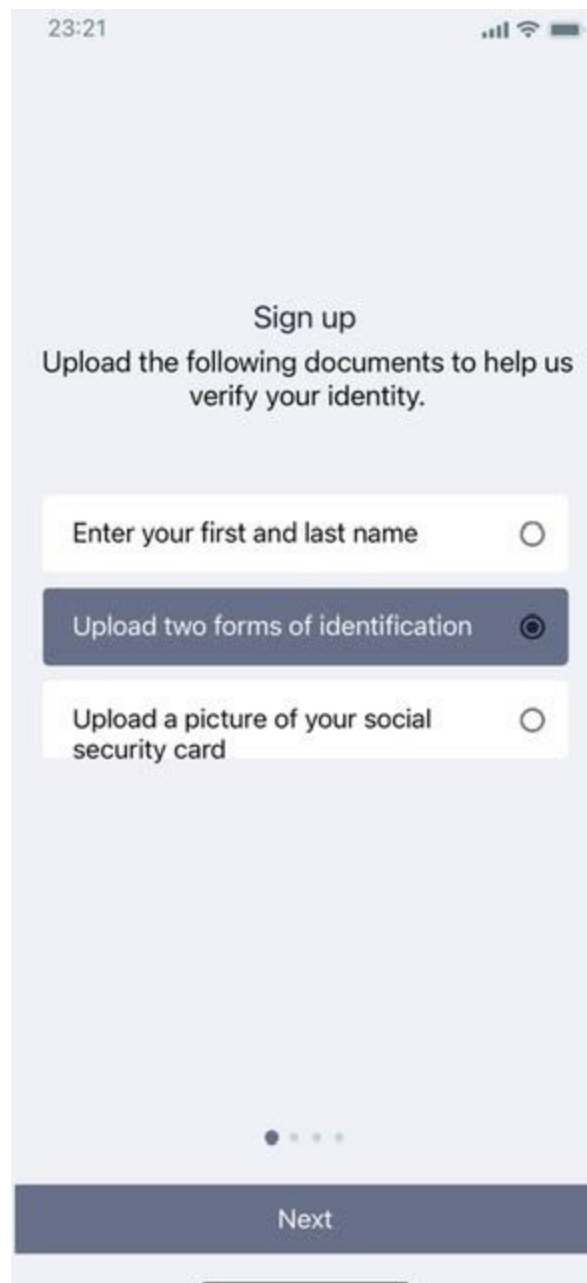 23:21
Sign up
Upload the following documents to help us
verify your identity.
Enter your first and last name
Upload two forms of identification
Upload a picture of your social
security card
Next